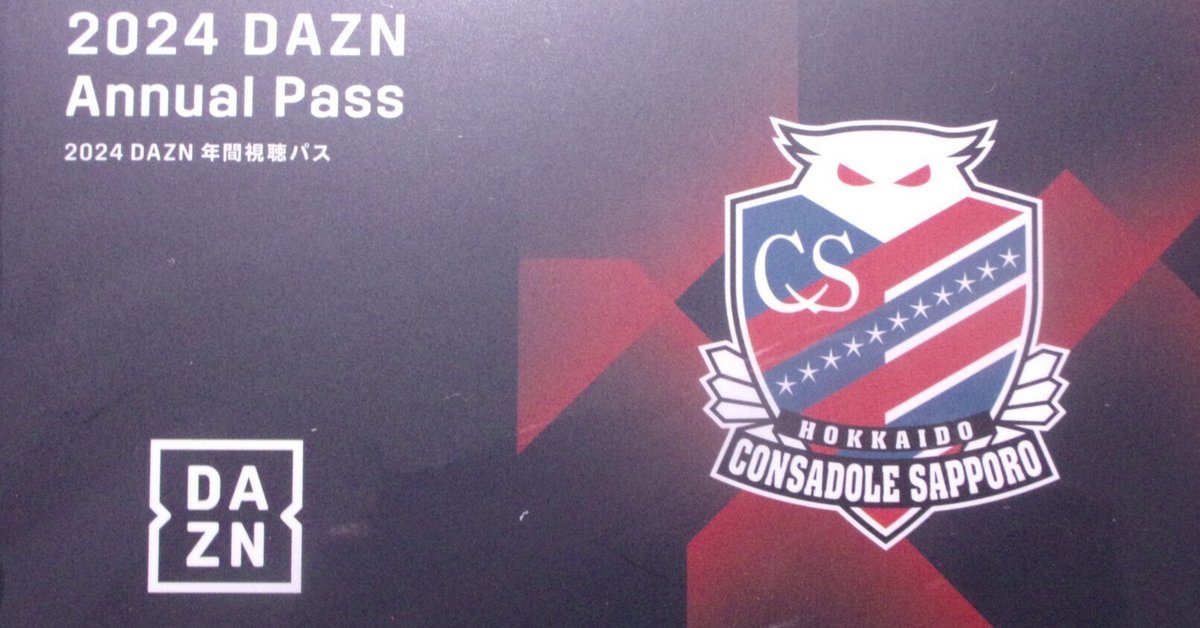 2024 DAZN
Annual Pass
2024 DAZN 年間視聴パス
CS
HOKKAIDO
CONSADOLE SAPPORO
DA
ZN